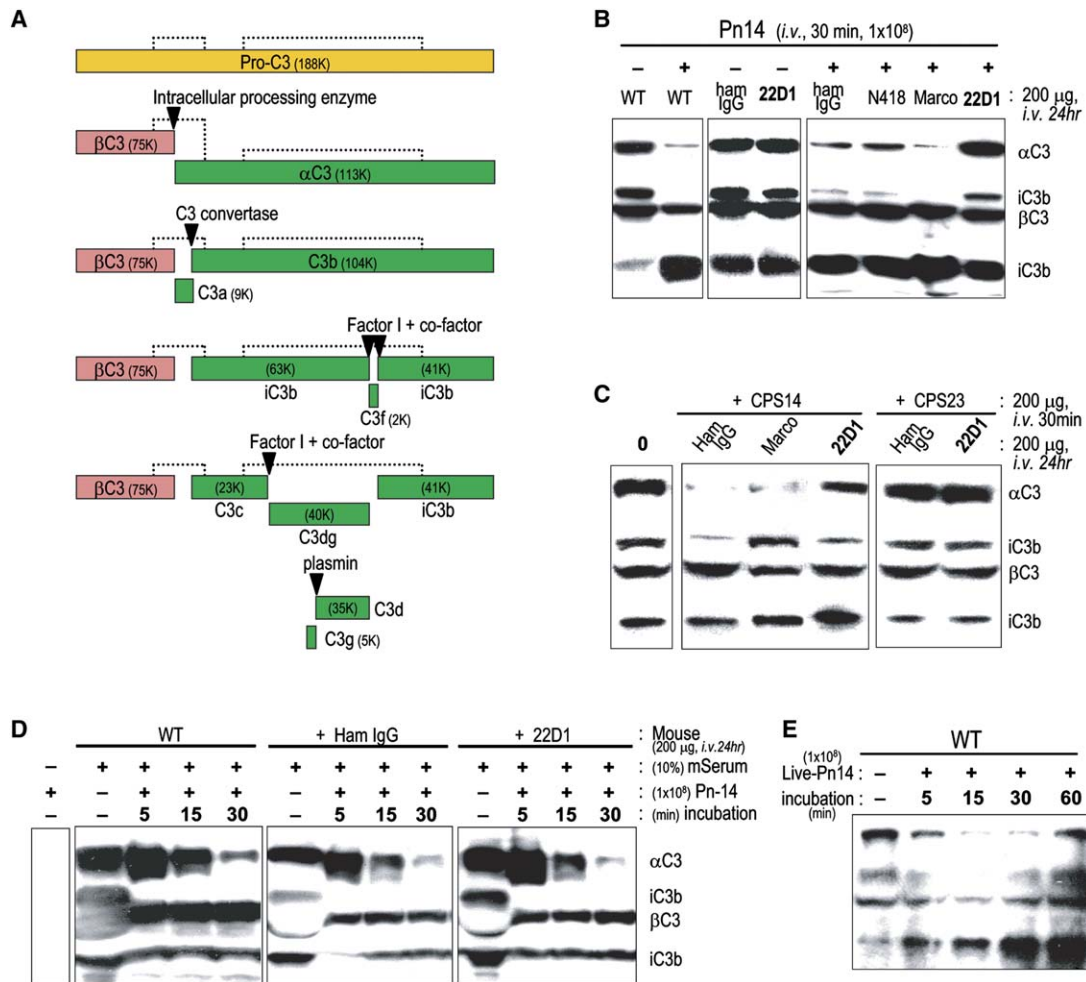 A
Pro-C3 (188K)
Intracellular processing enzyme
βC3 (75K)
αC3 (113K)
C3 convertase
βC3 (75K)
C3b (104K)
C3a (9K)
Factor I + co-factor
βC3 (75K)
(63K)
(41K)
iC3b
iC3b
C3f (2K)
Factor I + co-factor
βC3 (75K)
(23K)
(41K)
C3c
iC3b
(40K)
C3dg
plasmin
(35K)
C3d
C3g (5K)
B
Pn14 (i.v., 30 min, 1x10⁸)
– + – – + + + +
WT WT ham IgG 22D1 ham IgG N418 Marco 22D1 : 200 µg, i.v. 24hr
αC3
iC3b
βC3
iC3b
C
+ CPS14 + CPS23 : 200 µg, i.v. 30min
0 Ham IgG Marco 22D1 Ham IgG 22D1 : 200 µg, i.v. 24hr
αC3
iC3b
βC3
iC3b
D
WT + Ham IgG + 22D1 : Mouse (200 µg, i.v.24hr)
– + + + + + + + + + + + + : (10%) mSerum
+ – + + + – + + + – + + + : (1x10⁸) Pn-14
– – 5 15 30 – 5 15 30 – 5 15 30 : (min) incubation
αC3
iC3b
βC3
iC3b
E
WT
(1x10⁸)
Live-Pn14 : – + + + +
incubation : – 5 15 30 60
(min)